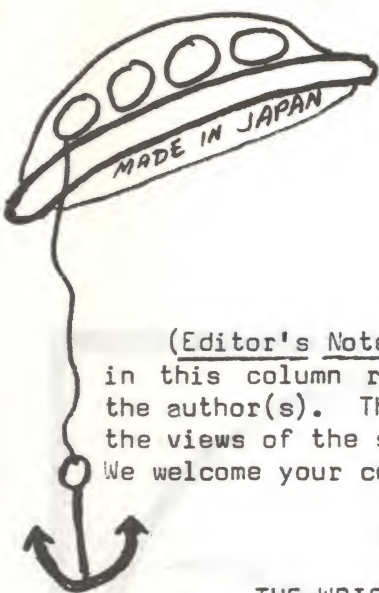 MADE IN JAPAN
(Editor's Note
in this column r
the author(s). Th
the views of the s
We welcome your co